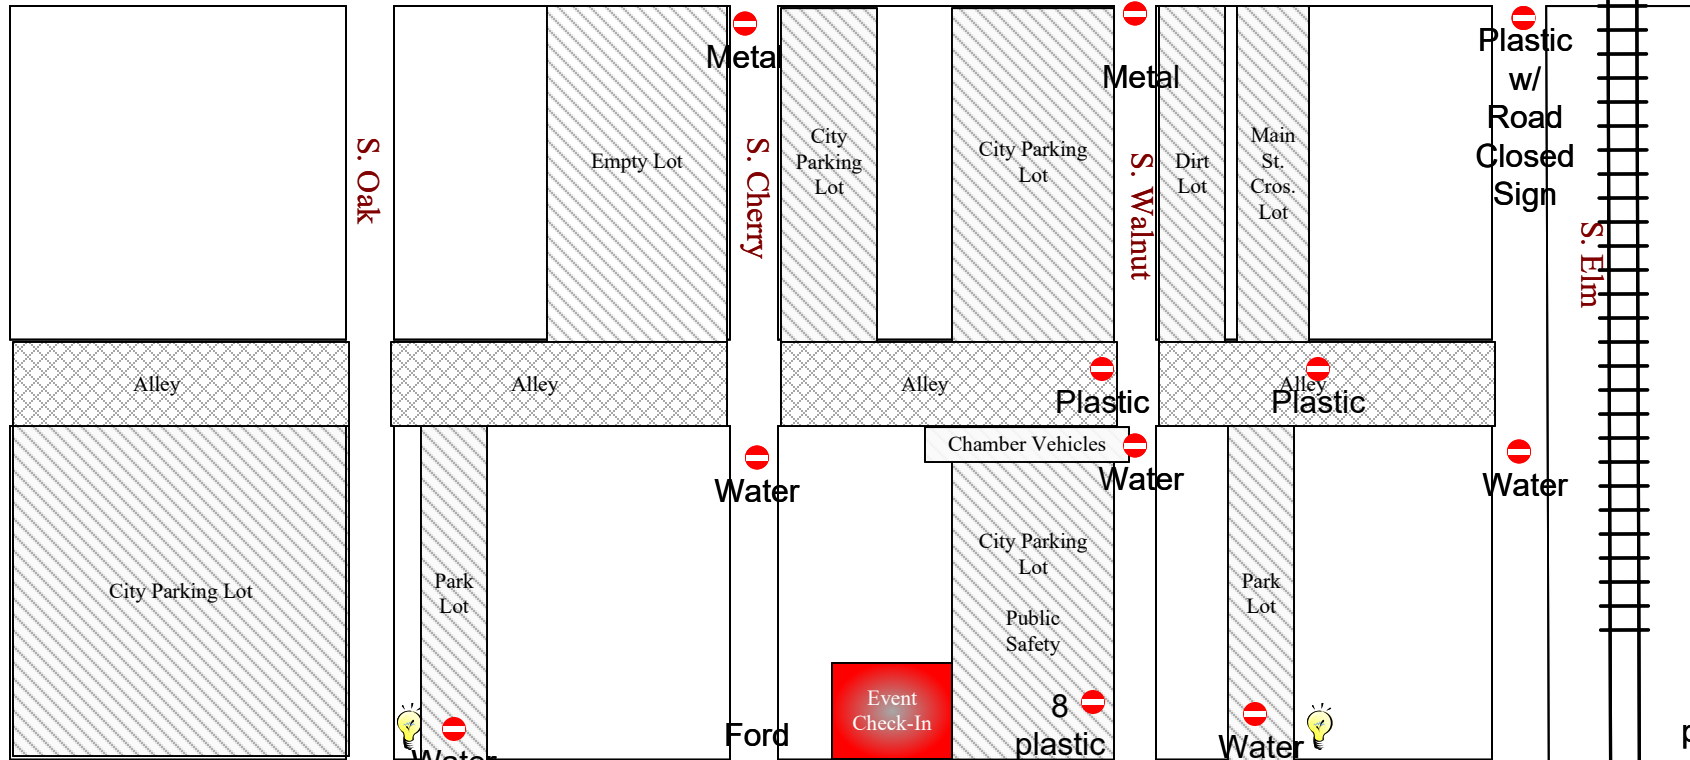 Metal
Metal
Plastic
w/
Road
Closed
Sign
S. Oak
Empty Lot
S. Cherry
City
Parking
Lot
City Parking
Lot
S. Walnut
Dirt
Lot
Main
St.
Cros.
Lot
S. Elm
Alley
Alley
Alley
Plastic
Alley
Plastic
Chamber Vehicles
Water
Water
Water
City Parking Lot
Park
Lot
City Parking
Lot
Public
Safety
Park
Lot
Event
Check-In
Ford
8
plastic
Water
Water